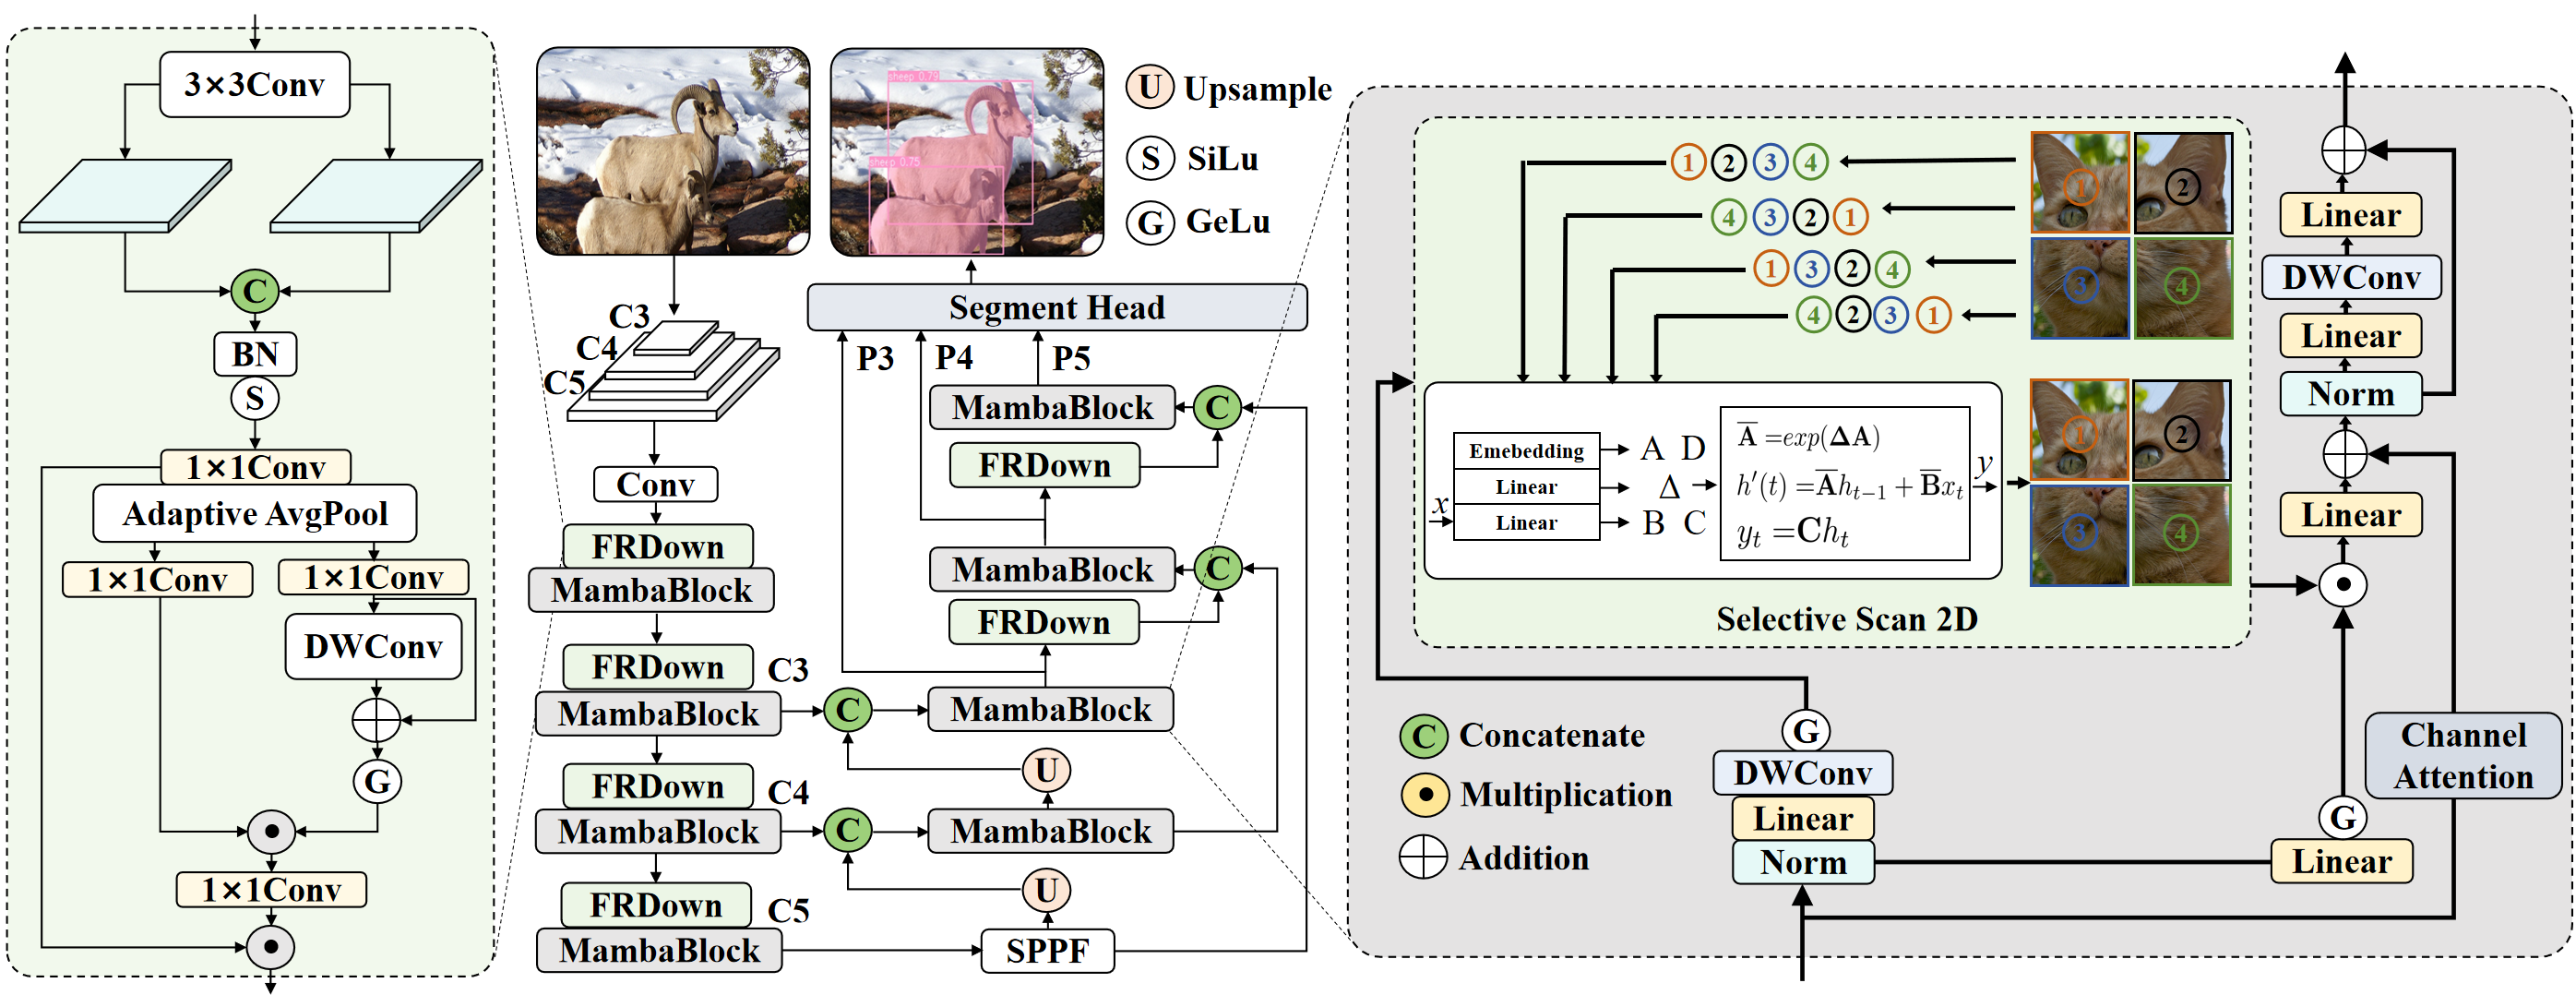 3×3Conv
C
BN
S
1×1Conv
Adaptive AvgPool
1×1Conv
1×1Conv
DWConv
G
1×1Conv
sheep 0.79
sheep 0.75
U Upsample
S SiLu
G GeLu
C3
C4
C5
Conv
FRDown
MambaBlock
FRDown
C3
MambaBlock
FRDown
C4
MambaBlock
FRDown
C5
MambaBlock
Segment Head
P3
P4
P5
MambaBlock
C
FRDown
MambaBlock
C
FRDown
C
MambaBlock
U
C
MambaBlock
U
SPPF
1 2 3 4
4 3 2 1
1 3 2 4
4 2 3 1
1
2
3
4
x
Emebedding
Linear
Linear
A D
Δ
B C
A̅ =exp(ΔA)
h′(t) =A̅h_{t−1} + B̅x_t
y_t =Ch_t
y
1
2
3
4
Selective Scan 2D
C Concatenate
Multiplication
Addition
G
DWConv
Linear
Norm
Linear
DWConv
Linear
Norm
Linear
Channel
Attention
G
Linear